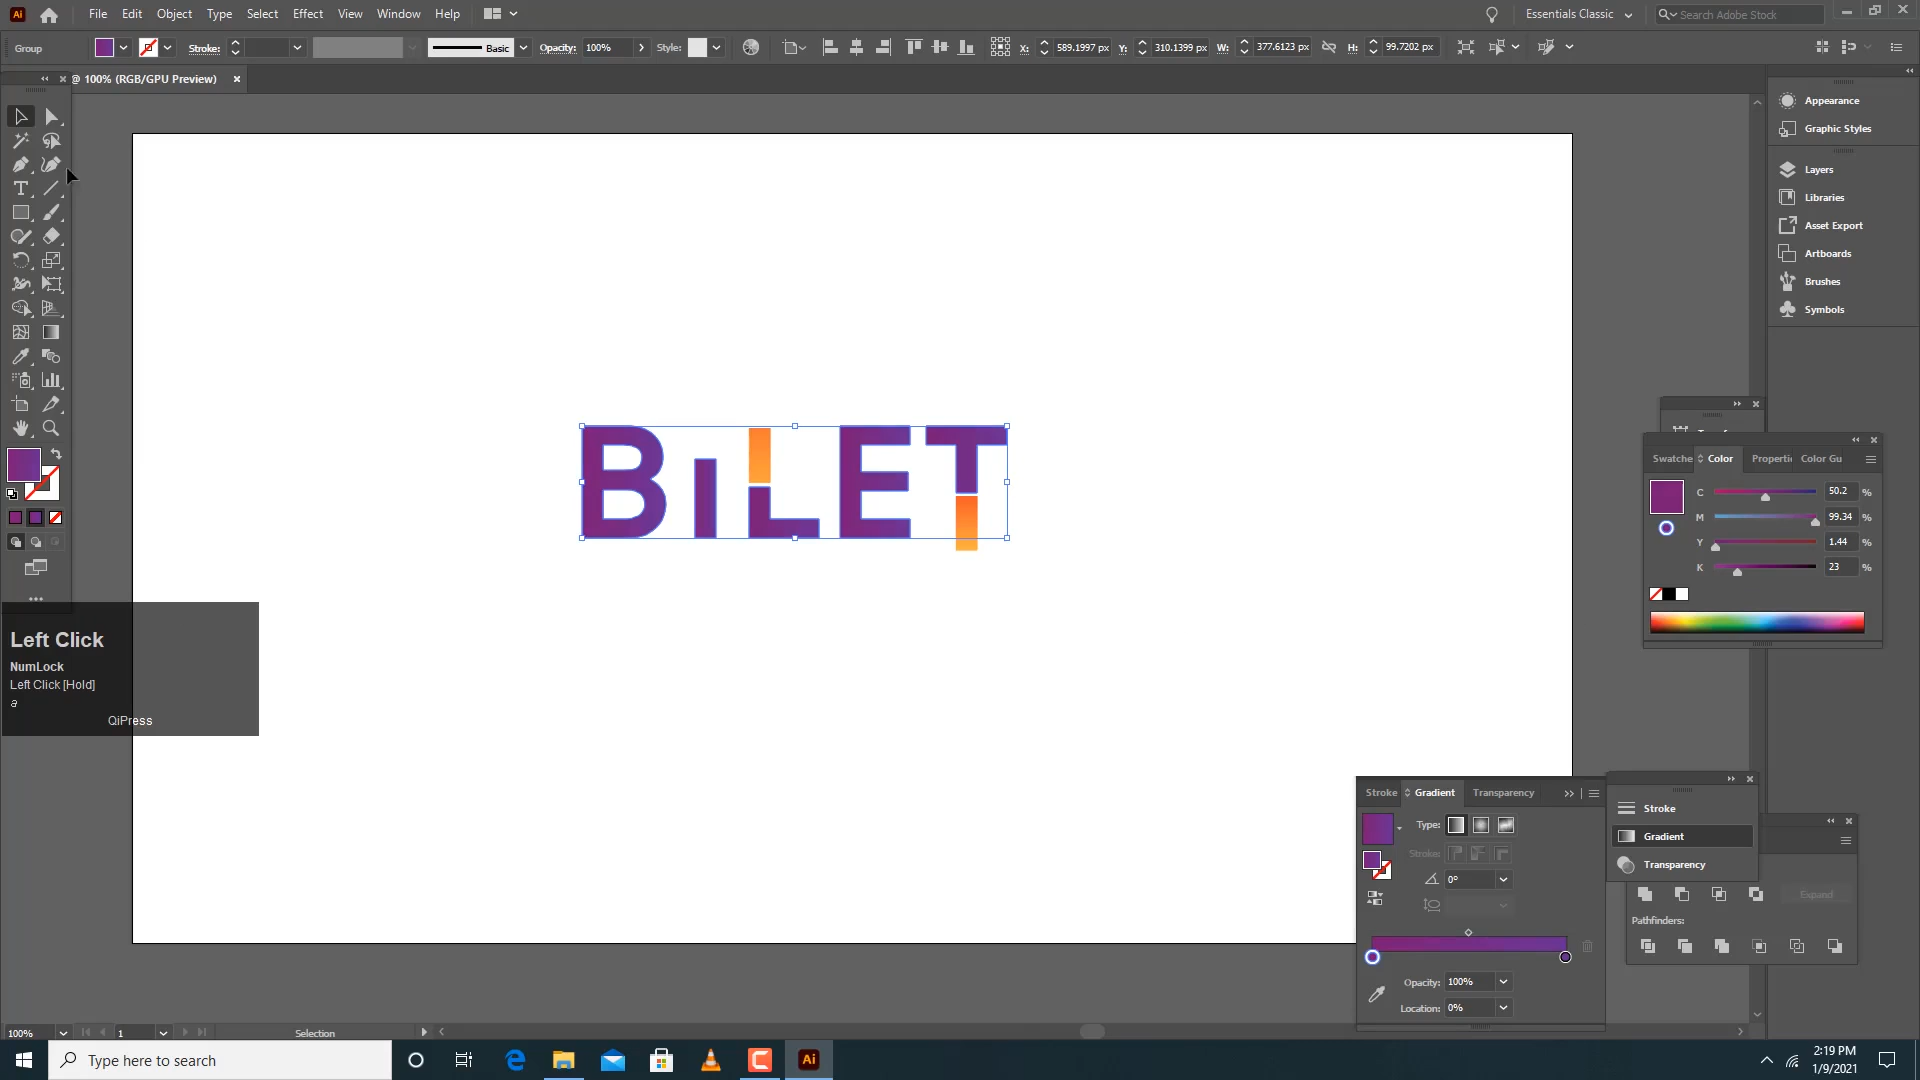 Ai File Edit Object Type Select Effect View Window Help Essentials Classic Search Adobe Stock
Group Stroke: Basic Opacity: 100% Style: X: 589.1997 px Y: 310.1399 px W: 377.6123 px H: 99.7202 px
@ 100% (RGB/GPU Preview)
Appearance
Graphic Styles
Layers
Libraries
Asset Export
Artboards
Brushes
Symbols
BıLET
Swatche Color Properti Color Gu
C 50.2 %
M 99.34 %
Y 1.44 %
K 23 %
Left Click
NumLock
Left Click [Hold]
a
QiPress
Stroke Gradient Transparency
Type:
Stroke:
0°
Opacity: 100%
Location: 0%
Stroke
Gradient
Transparency
Expand
Pathfinders:
100% 1 Selection
Type here to search
Ai
2:19 PM
1/9/2021